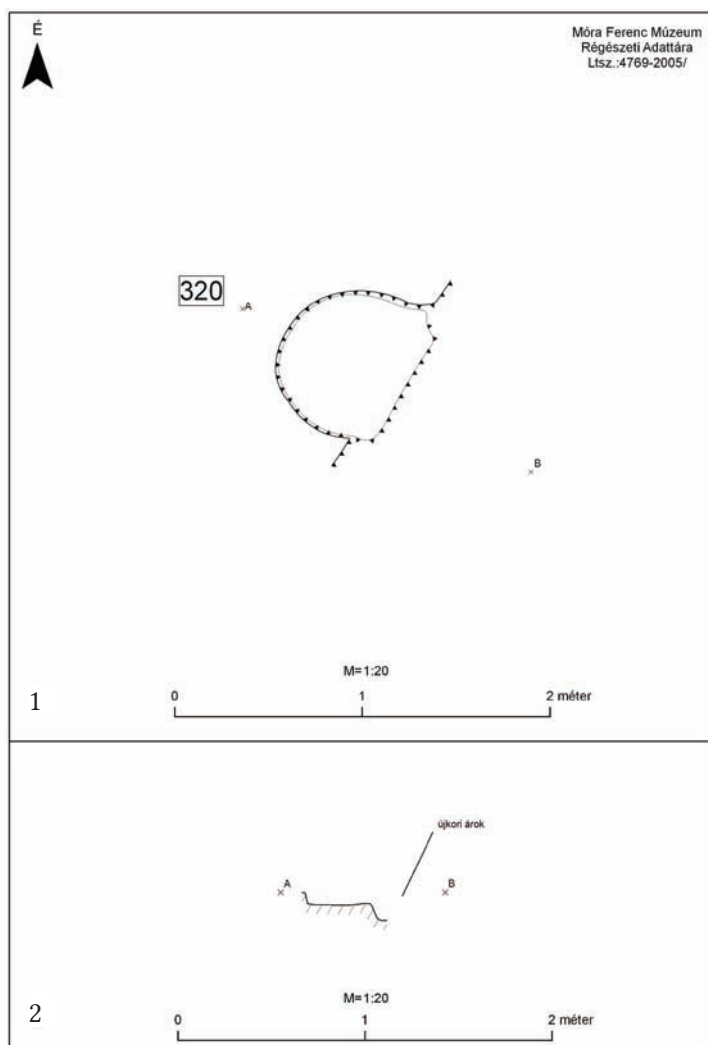 É
Móra Ferenc Múzeum
Régészeti Adattára
Ltsz.:4769-2005/
320
A
B
M=1:20
0 1 2 méter
1
újkori árok
A
B
M=1:20
0 1 2 méter
2